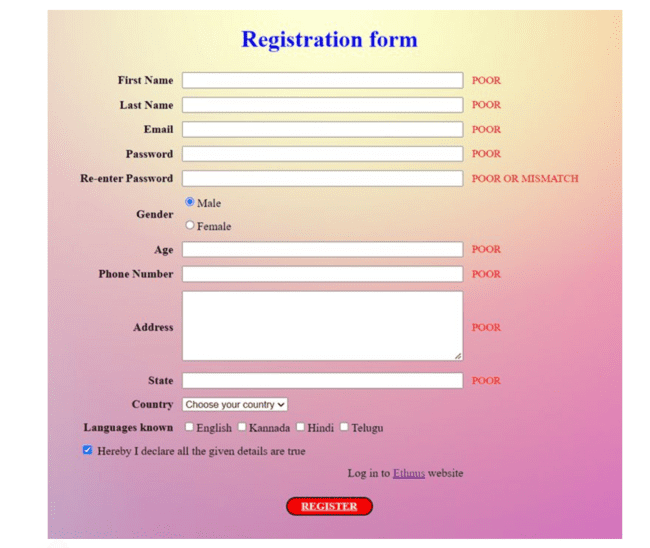 Registration form
First Name POOR
Last Name POOR
Email POOR
Password POOR
Re-enter Password POOR OR MISMATCH
Gender Male
Female
Age POOR
Phone Number POOR
Address POOR
State POOR
Country Choose your country
Languages known English Kannada Hindi Telugu
Hereby I declare all the given details are true
Log in to Ethnus website
REGISTER